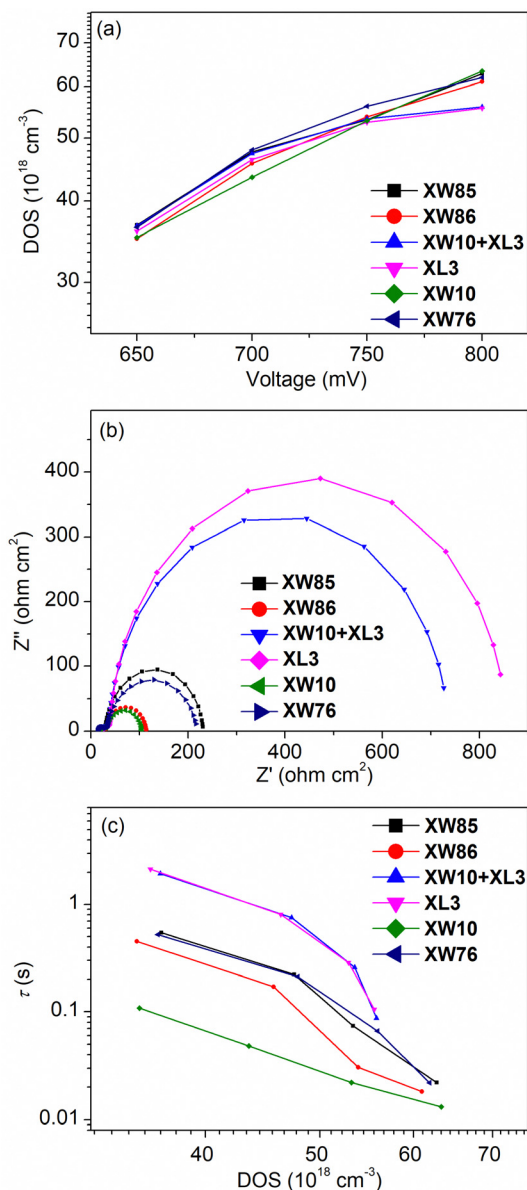 (a)
70
60
50
40
30
DOS (10¹⁸ cm⁻³)
XW85
XW86
XW10+XL3
XL3
XW10
XW76
650 700 750 800
Voltage (mV)
(b)
400
300
200
100
0
Z" (ohm cm²)
XW85
XW86
XW10+XL3
XL3
XW10
XW76
0 200 400 600 800
Z' (ohm cm²)
(c)
1
0.1
0.01
τ (s)
XW85
XW86
XW10+XL3
XL3
XW10
XW76
40 50 60 70
DOS (10¹⁸ cm⁻³)